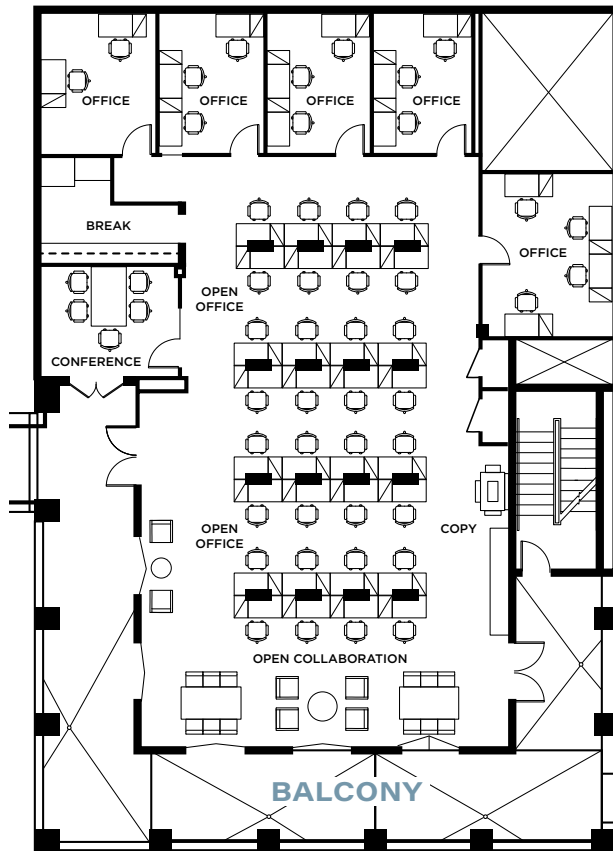 OFFICE
OFFICE
OFFICE
OFFICE
BREAK
OFFICE
OPEN
OFFICE
CONFERENCE
OPEN
OFFICE
COPY
OPEN COLLABORATION
BALCONY